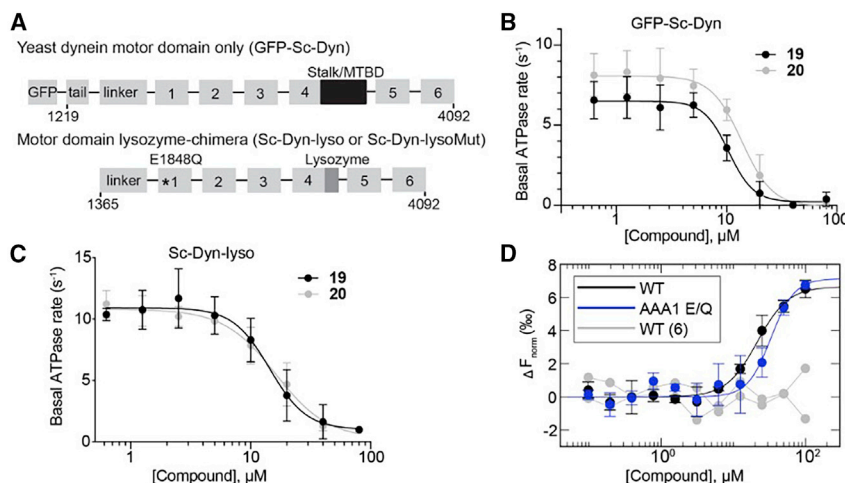 A
Yeast dynein motor domain only (GFP-Sc-Dyn)
Stalk/MTBD
GFP tail linker 1 2 3 4 5 6
1219 4092
Motor domain lysozyme-chimera (Sc-Dyn-lyso or Sc-Dyn-lysoMut)
E1848Q Lysozyme
linker *1 2 3 4 5 6
1365 4092
B
GFP-Sc-Dyn
19
20
Basal ATPase rate (s⁻¹)
10
5
0
1 10 100
[Compound], µM
C
Sc-Dyn-lyso
19
20
Basal ATPase rate (s⁻¹)
15
10
5
0
1 10 100
[Compound], µM
D
WT
AAA1 E/Q
WT (6)
Δ Fnorm (‰)
8
6
4
2
0
-2
10⁰ 10²
[Compound], µM